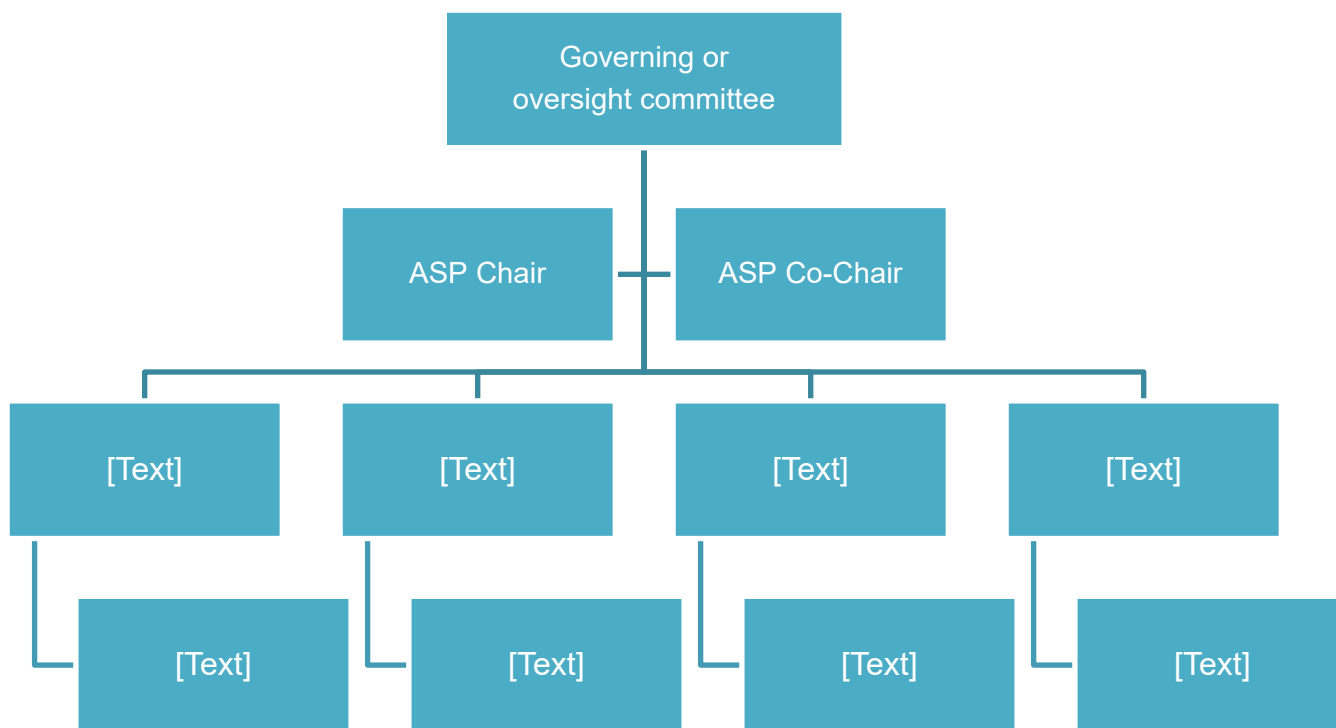 Governing or
oversight committee
ASP Chair
ASP Co-Chair
[Text]
[Text]
[Text]
[Text]
[Text]
[Text]
[Text]
[Text]